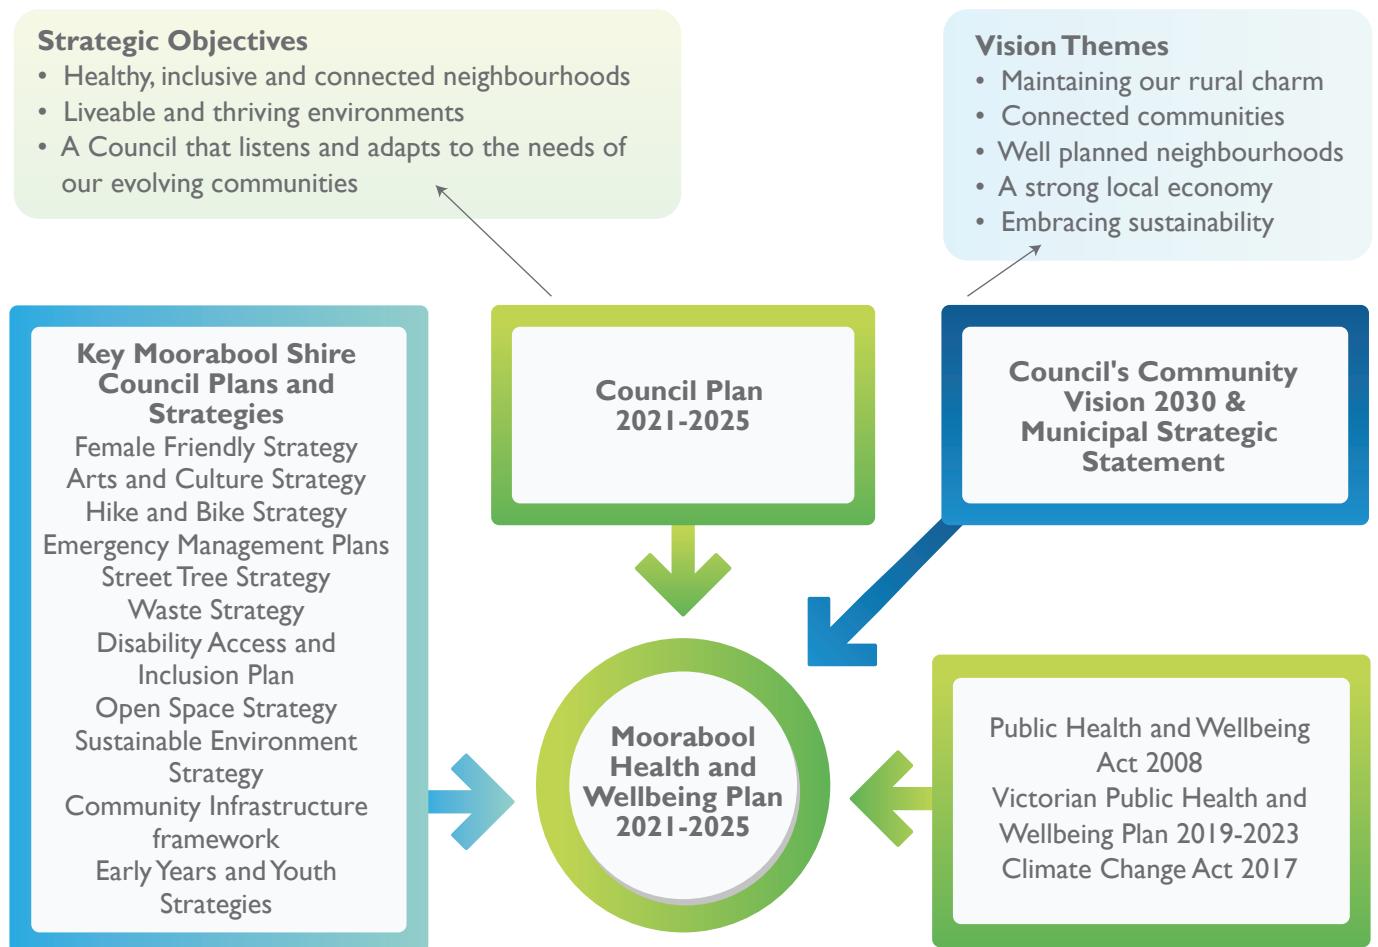 Strategic Objectives
• Healthy, inclusive and connected neighbourhoods
• Liveable and thriving environments
• A Council that listens and adapts to the needs of
our evolving communities
Vision Themes
• Maintaining our rural charm
• Connected communities
• Well planned neighbourhoods
• A strong local economy
• Embracing sustainability
Key Moorabool Shire
Council Plans and
Strategies
Female Friendly Strategy
Arts and Culture Strategy
Hike and Bike Strategy
Emergency Management Plans
Street Tree Strategy
Waste Strategy
Disability Access and
Inclusion Plan
Open Space Strategy
Sustainable Environment
Strategy
Community Infrastructure
framework
Early Years and Youth
Strategies
Council Plan
2021-2025
Council's Community
Vision 2030 &
Municipal Strategic
Statement
Moorabool
Health and
Wellbeing Plan
2021-2025
Public Health and Wellbeing
Act 2008
Victorian Public Health and
Wellbeing Plan 2019-2023
Climate Change Act 2017